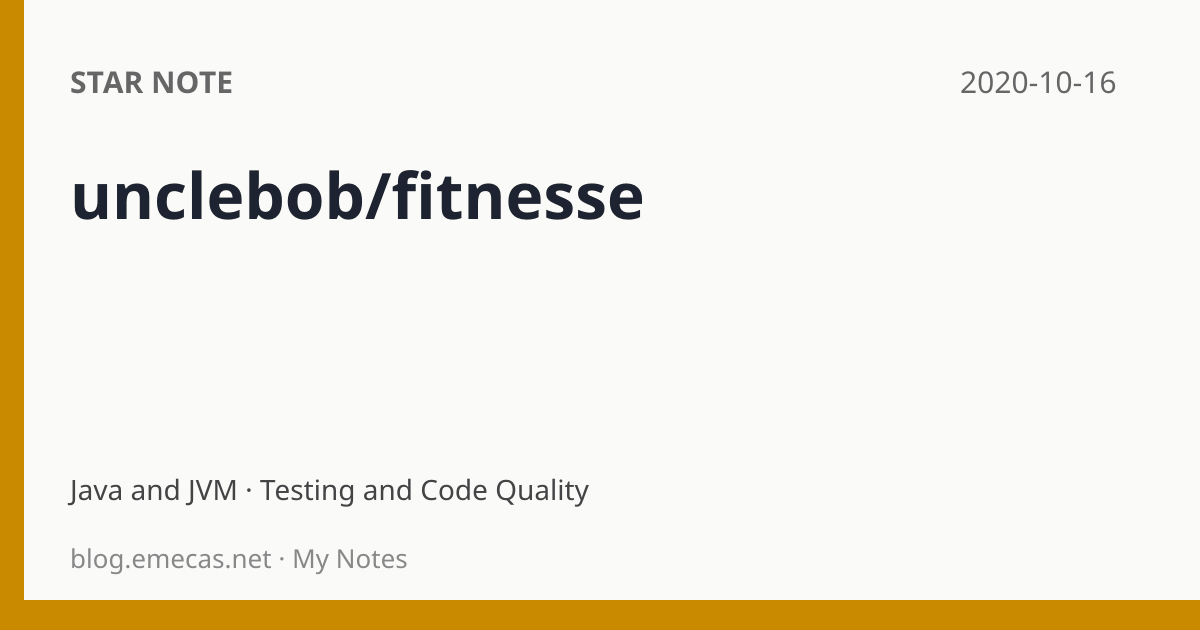 STAR NOTE
2020-10-16
unclebob/fitnesse
Java and JVM · Testing and Code Quality
blog.emecas.net · My Notes